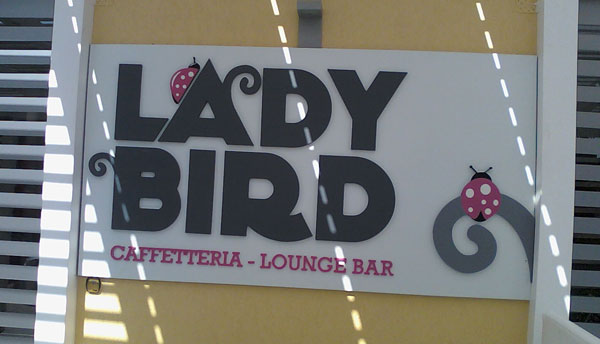 LADY
BIRD
CAFFETTERIA - LOUNGE BAR